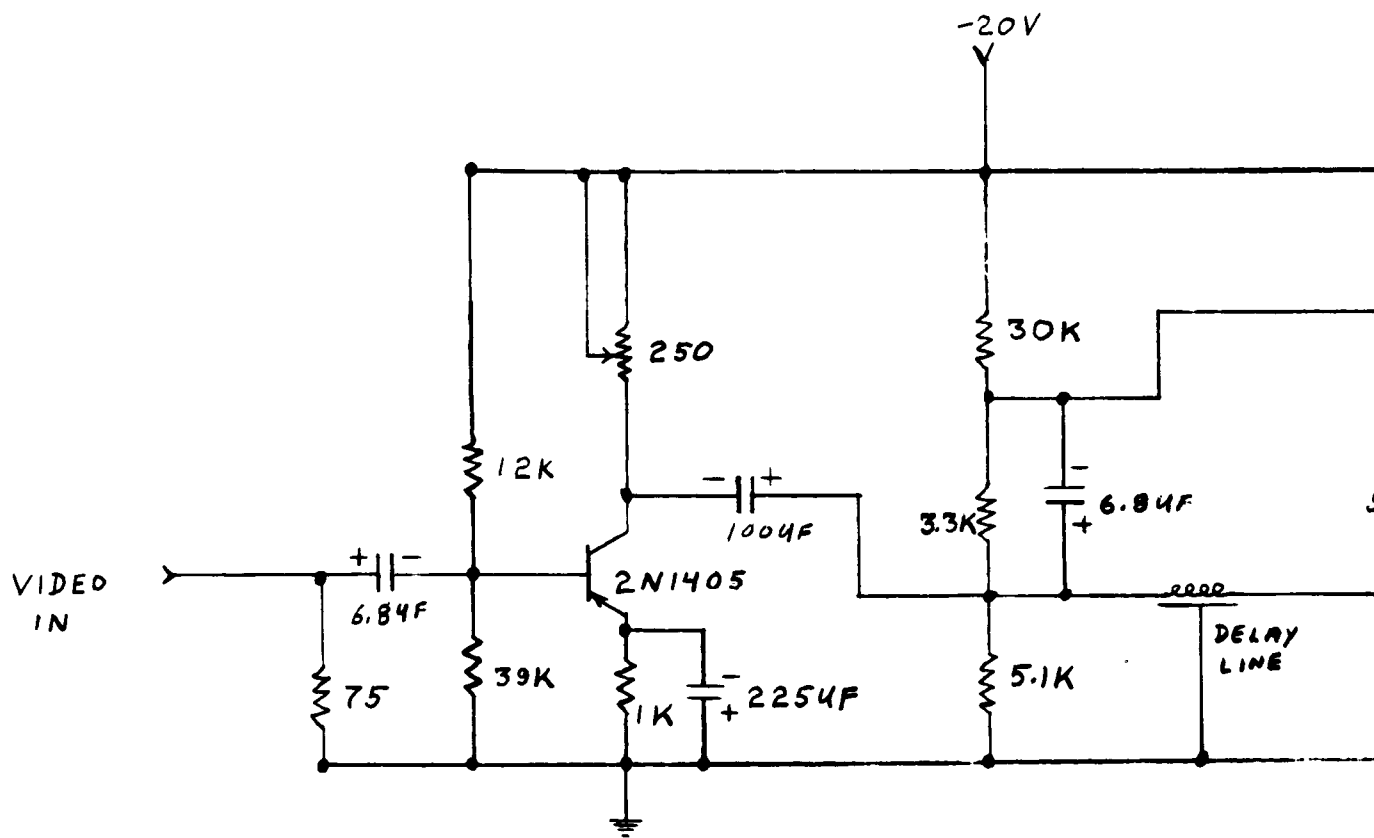 -20V
250
30K
12K
- +
100UF
3.3K
-
6.8UF
+
VIDEO
IN
+ -
6.8UF
2N1405
DELAY
LINE
75
39K
1K
-
225UF
+
5.1K